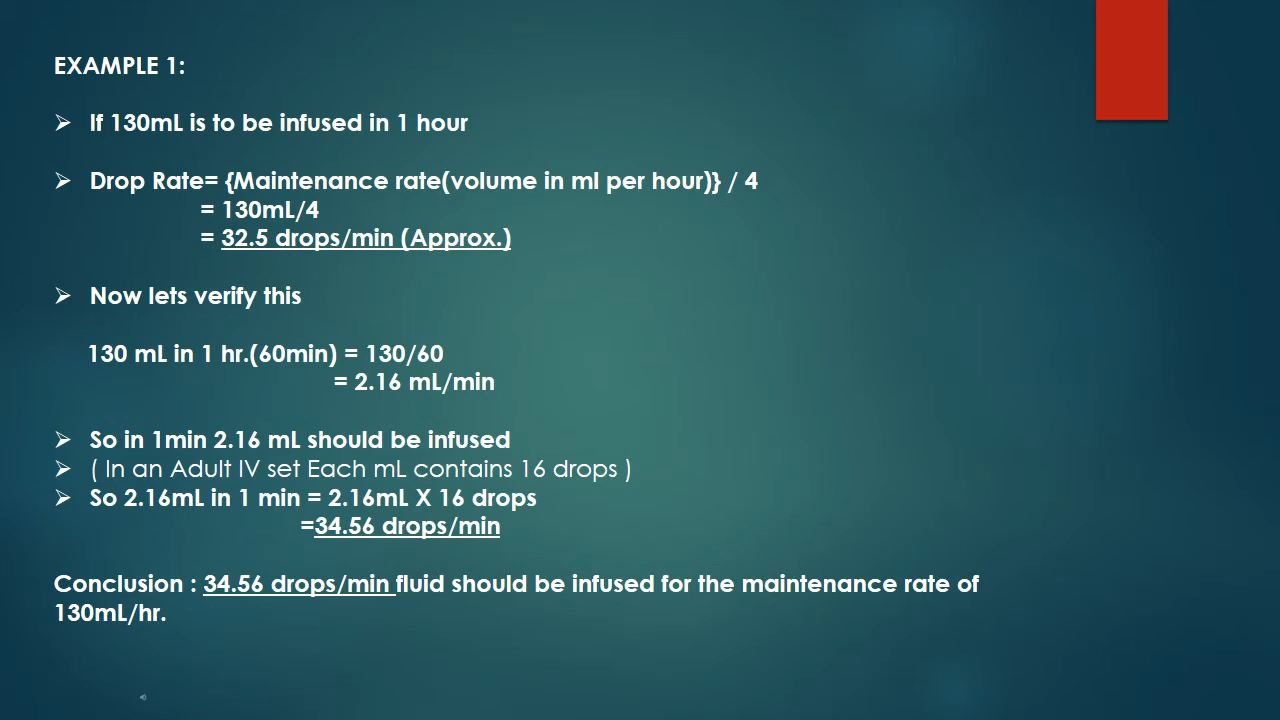 EXAMPLE 1:
➢ If 130mL is to be infused in 1 hour
➢ Drop Rate= {Maintenance rate(volume in ml per hour)} / 4
= 130mL/4
= 32.5 drops/min (Approx.)
➢ Now lets verify this
130 mL in 1 hr.(60min) = 130/60
= 2.16 mL/min
➢ So in 1min 2.16 mL should be infused
➢ ( In an Adult IV set Each mL contains 16 drops )
➢ So 2.16mL in 1 min = 2.16mL X 16 drops
=34.56 drops/min
Conclusion : 34.56 drops/min fluid should be infused for the maintenance rate of
130mL/hr.